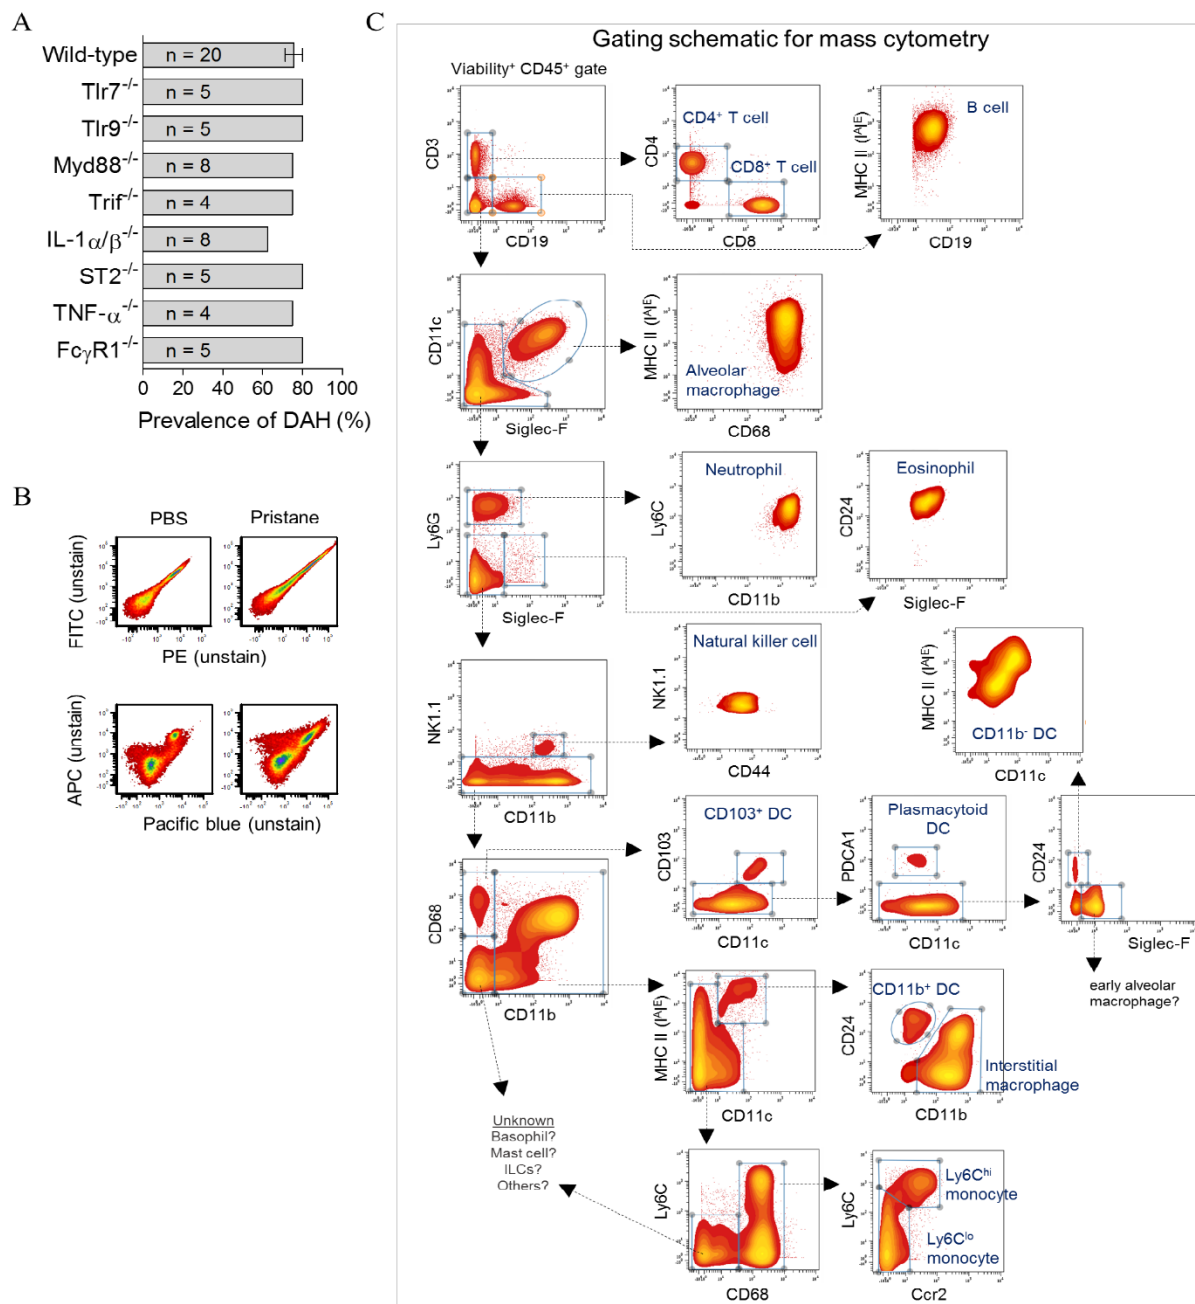 A
Wild-type n = 20
Tlr7-/- n = 5
Tlr9-/- n = 5
Myd88-/- n = 8
Trif-/- n = 4
IL-1α/β-/- n = 8
ST2-/- n = 5
TNF-α-/- n = 4
FcγR1-/- n = 5
0 20 40 60 80 100
Prevalence of DAH (%)
B
PBS Pristane
FITC (unstain)
PE (unstain)
APC (unstain)
Pacific blue (unstain)
C
Gating schematic for mass cytometry
Viability+ CD45+ gate
CD3
CD19
CD4
CD4+ T cell
CD8+ T cell
CD8
MHC II (IA/E)
B cell
CD19
CD11c
Siglec-F
MHC II (IA/E)
Alveolar
macrophage
CD68
Ly6G
Siglec-F
Neutrophil
Ly6C
CD11b
Eosinophil
CD24
Siglec-F
NK1.1
CD11b
Natural killer cell
NK1.1
CD44
MHC II (IA/E)
CD11b- DC
CD11c
CD68
CD11b
CD103+ DC
CD103
CD11c
Plasmacytoid
DC
PDCA1
CD11c
CD24
Siglec-F
early alveolar
macrophage?
MHC II (IA/E)
CD11c
CD11b+ DC
CD24
Interstitial
macrophage
CD11b
Unknown
Basophil?
Mast cell?
ILCs?
Others?
Ly6C
CD68
Ly6C
Ly6Chi
monocyte
Ly6Clo
monocyte
Ccr2